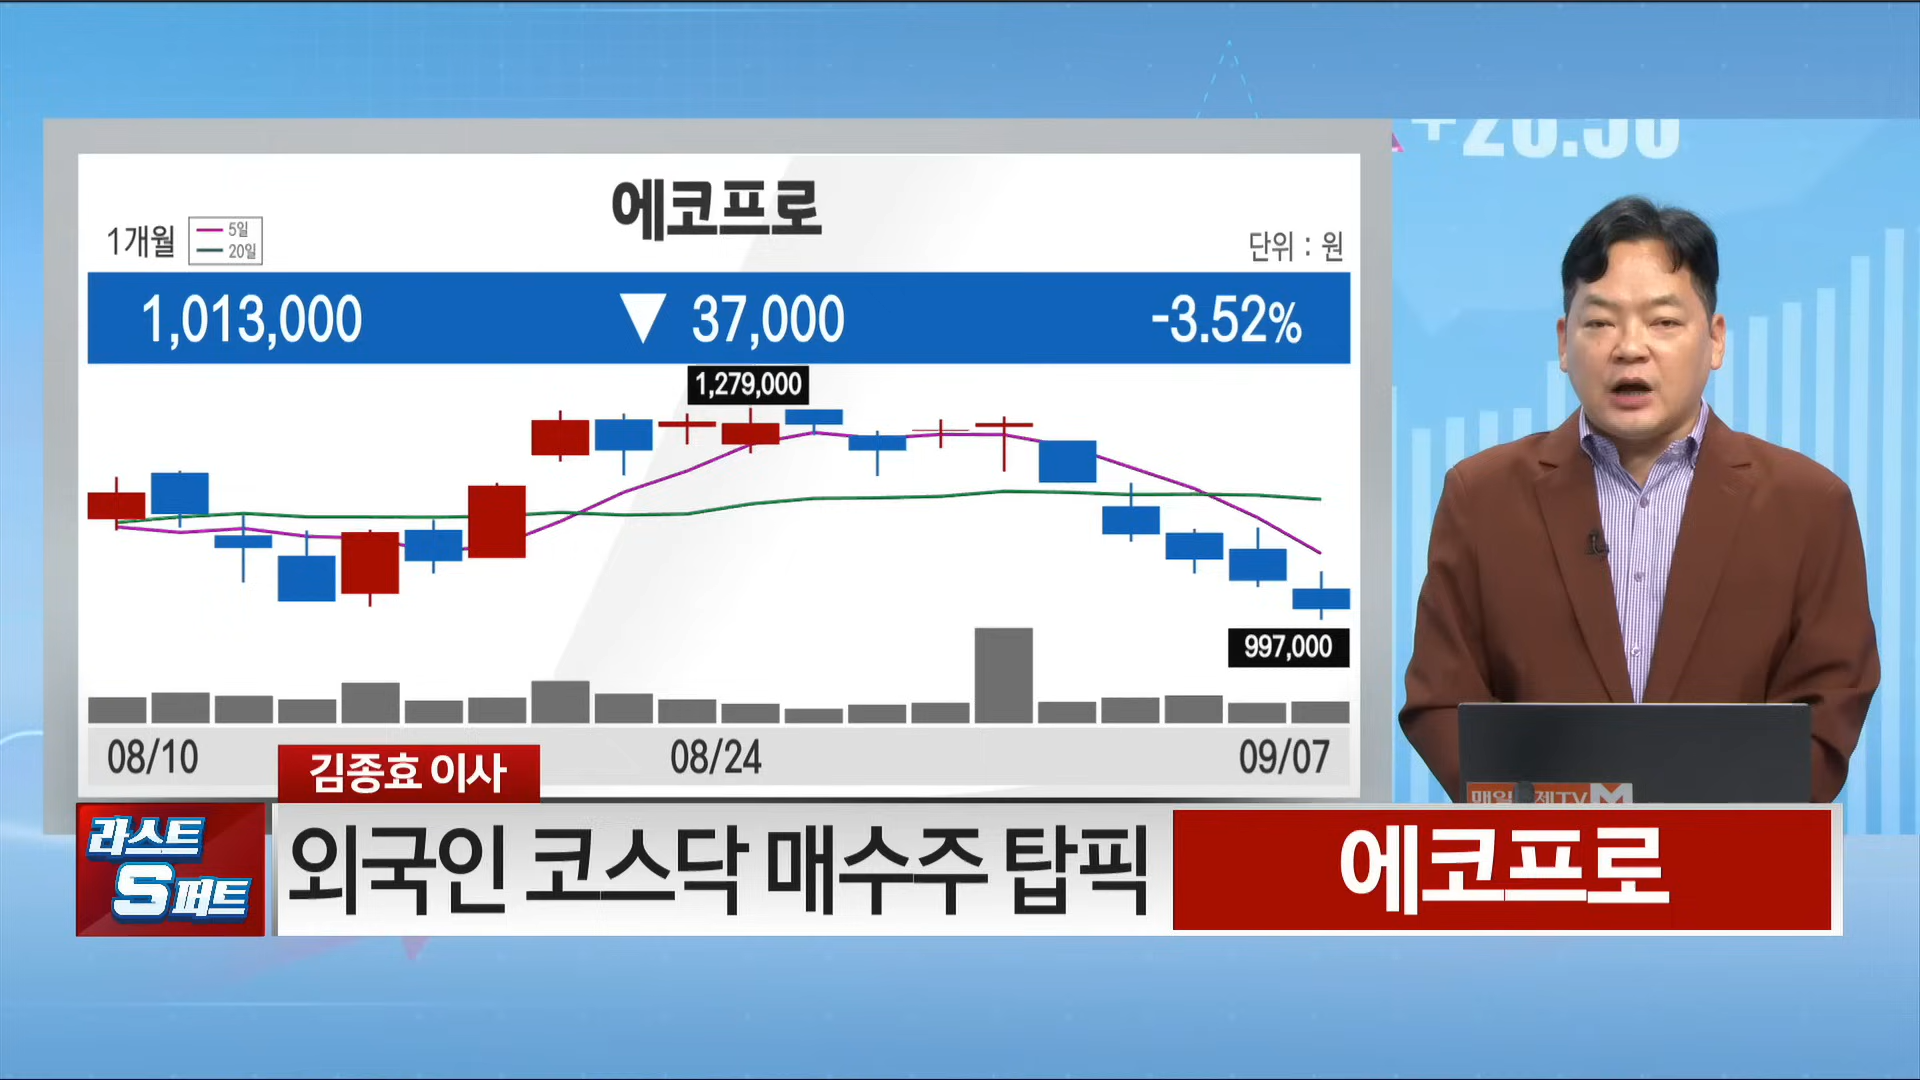 에코프로
1개월
5일
20일
단위 : 원
1,013,000 ▼ 37,000 -3.52%
1,279,000
997,000
08/10 08/24 09/07
김종효 이사
라스트
S퍼트
외국인 코스닥 매수주 탑픽
에코프로